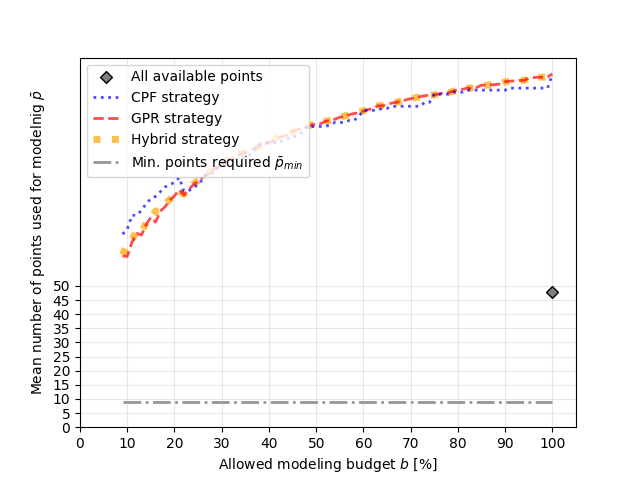 All available points
CPF strategy
GPR strategy
Hybrid strategy
Min. points required p̄min
Mean number of points used for modelnig p̄
50
45
40
35
30
25
20
15
10
5
0
0 10 20 30 40 50 60 70 80 90 100
Allowed modeling budget b [%]